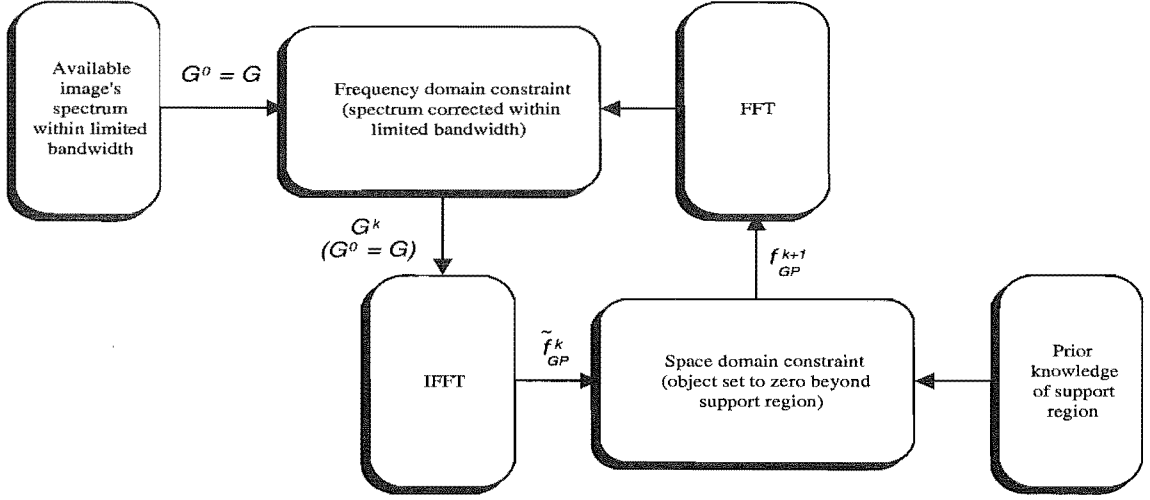 Available
image's
spectrum
within limited
bandwidth
G⁰ = G
Frequency domain constraint
(spectrum corrected within
limited bandwidth)
FFT
Gᵏ
(G⁰ = G)
f ᵏ⁺¹ GP
IFFT
f̃ ᵏ GP
Space domain constraint
(object set to zero beyond
support region)
Prior
knowledge
of support
region